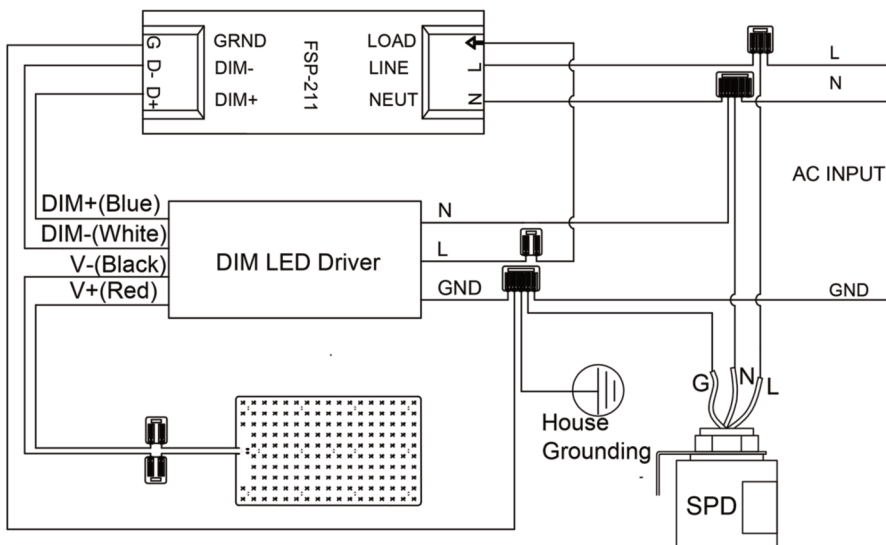 G GRND LOAD
D- DIM- FSP-211 LINE L
D+ DIM+ NEUT N
L
N
AC INPUT
DIM+(Blue)
DIM-(White)
V-(Black)
V+(Red)
DIM LED Driver
N
L
GND
GND
G N L
House
Grounding
SPD